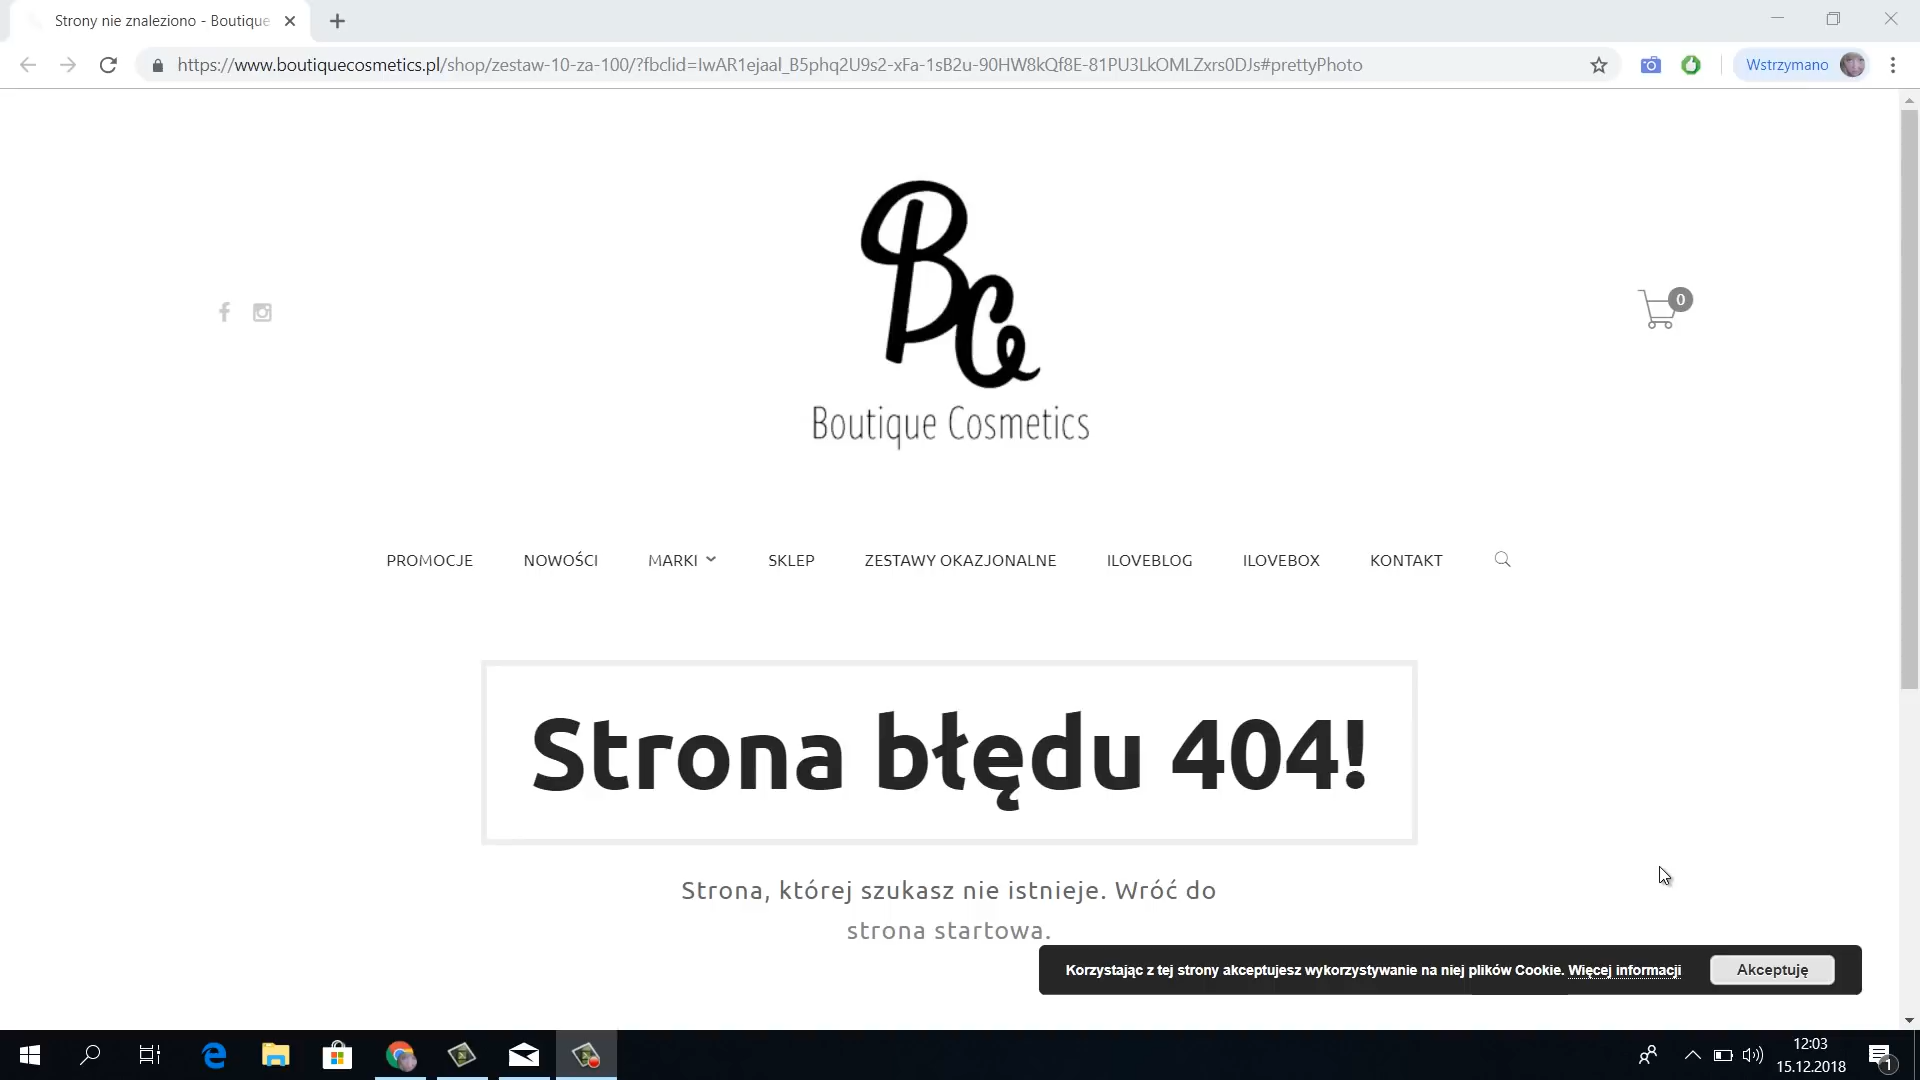 Strony nie znaleziono - Boutique
https://www.boutiquecosmetics.pl/shop/zestaw-10-za-100/?fbclid=IwAR1ejaal_B5phq2U9s2-xFa-1sB2u-90HW8kQf8E-81PU3LkOMLZxrs0DJs#prettyPhoto
Wstrzymano
BC
Boutique Cosmetics
0
PROMOCJE NOWOŚCI MARKI SKLEP ZESTAWY OKAZJONALNE ILOVEBLOG ILOVEBOX KONTAKT
Strona błędu 404!
Strona, której szukasz nie istnieje. Wróć do
strona startowa.
Korzystając z tej strony akceptujesz wykorzystywanie na niej plików Cookie. Więcej informacji
Akceptuję
12:03
15.12.2018
1